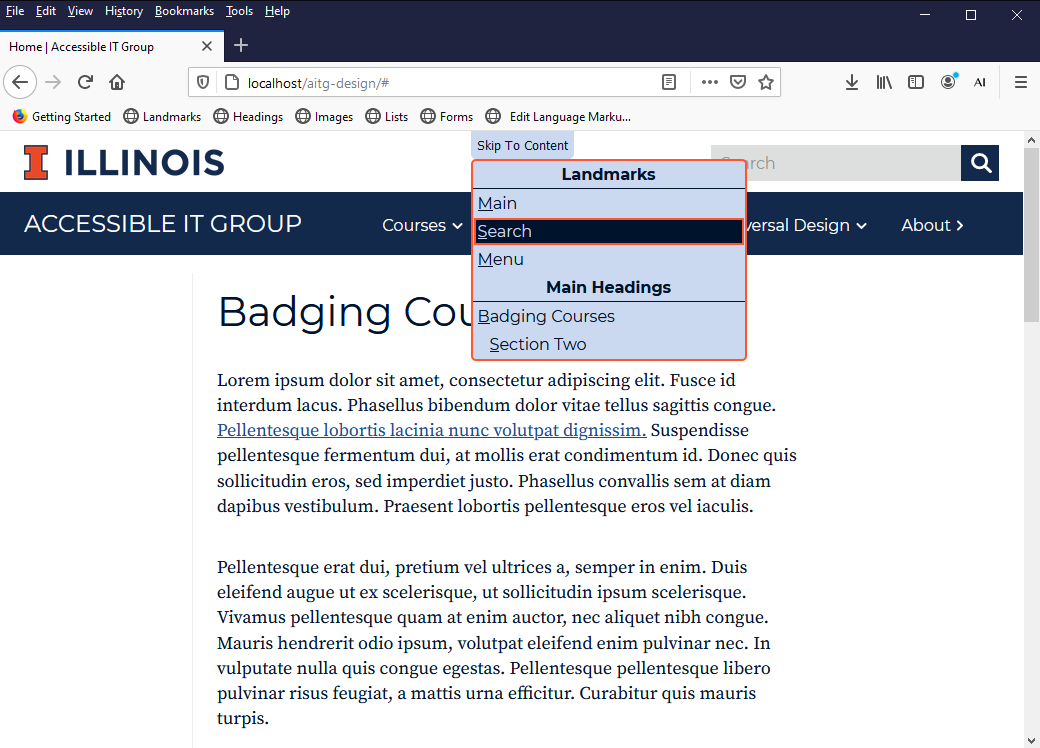 File Edit View History Bookmarks Tools Help
Home | Accessible IT Group
localhost/aitg-design/#
AI
Getting Started Landmarks Headings Images Lists Forms Edit Language Marku...
I ILLINOIS
Skip To Content
Search
Landmarks
Main
Search
Menu
Main Headings
Badging Courses
Section Two
ACCESSIBLE IT GROUP Courses versal Design About
Badging Cou
Lorem ipsum dolor sit amet, consectetur adipiscing elit. Fusce id
interdum lacus. Phasellus bibendum dolor vitae tellus sagittis congue.
Pellentesque lobortis lacinia nunc volutpat dignissim. Suspendisse
pellentesque fermentum dui, at mollis erat condimentum id. Donec quis
sollicitudin eros, sed imperdiet justo. Phasellus convallis sem at diam
dapibus vestibulum. Praesent lobortis pellentesque eros vel iaculis.
Pellentesque erat dui, pretium vel ultrices a, semper in enim. Duis
eleifend augue ut ex scelerisque, ut sollicitudin ipsum scelerisque.
Vivamus pellentesque quam at enim auctor, nec aliquet nibh congue.
Mauris hendrerit odio ipsum, volutpat eleifend enim pulvinar nec. In
vulputate nulla quis congue egestas. Pellentesque pellentesque libero
pulvinar risus feugiat, a mattis urna efficitur. Curabitur quis mauris
turpis.